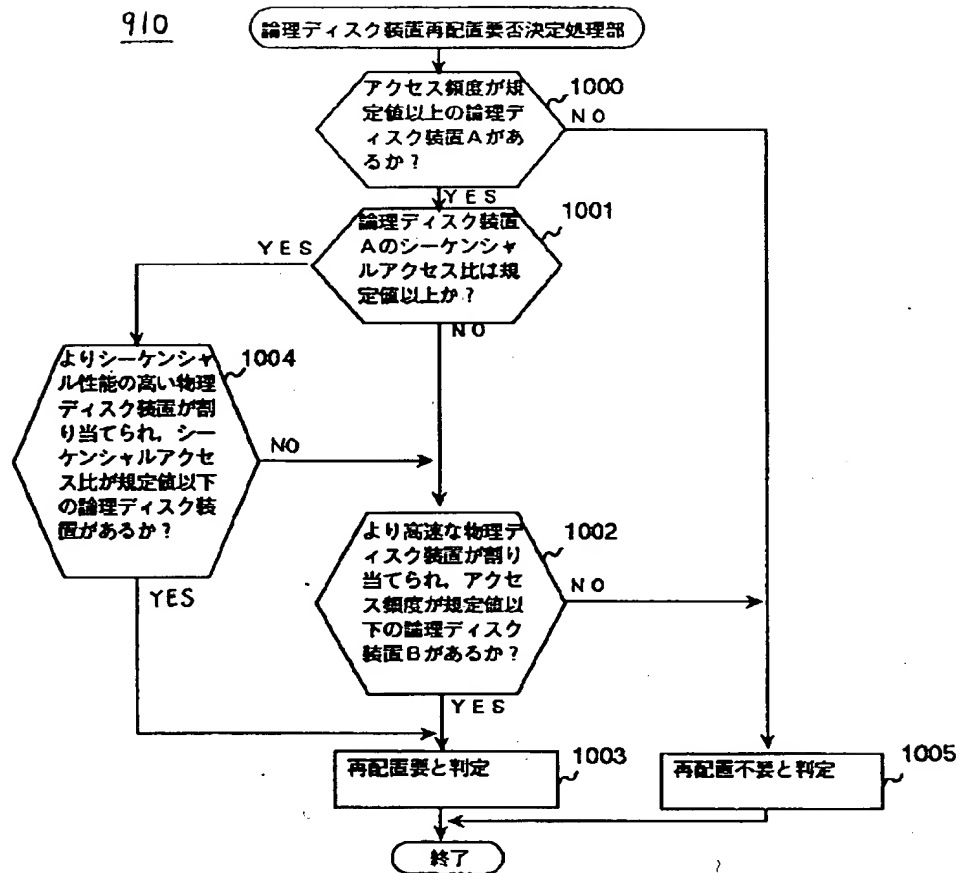 910
論理ディスク装置再配置要否決定処理部
アクセス頻度が規
定値以上の論理デ
ィスク装置Aがあ
るか?
1000
NO
YES
論理ディスク装置
Aのシーケンシャ
ルアクセス比は規
定値以上か?
1001
YES
NO
よりシーケンシャ
ル性能の高い物理
ディスク装置が割
り当てられ,シー
ケンシャルアクセ
ス比が規定値以下
の論理ディスク装
置があるか?
1004
NO
YES
より高速な物理デ
ィスク装置が割り
当てられ,アクセ
ス頻度が規定値以
下の論理ディスク
装置Bがあるか?
1002
NO
YES
再配置要と判定
1003
再配置不要と判定
1005
終了